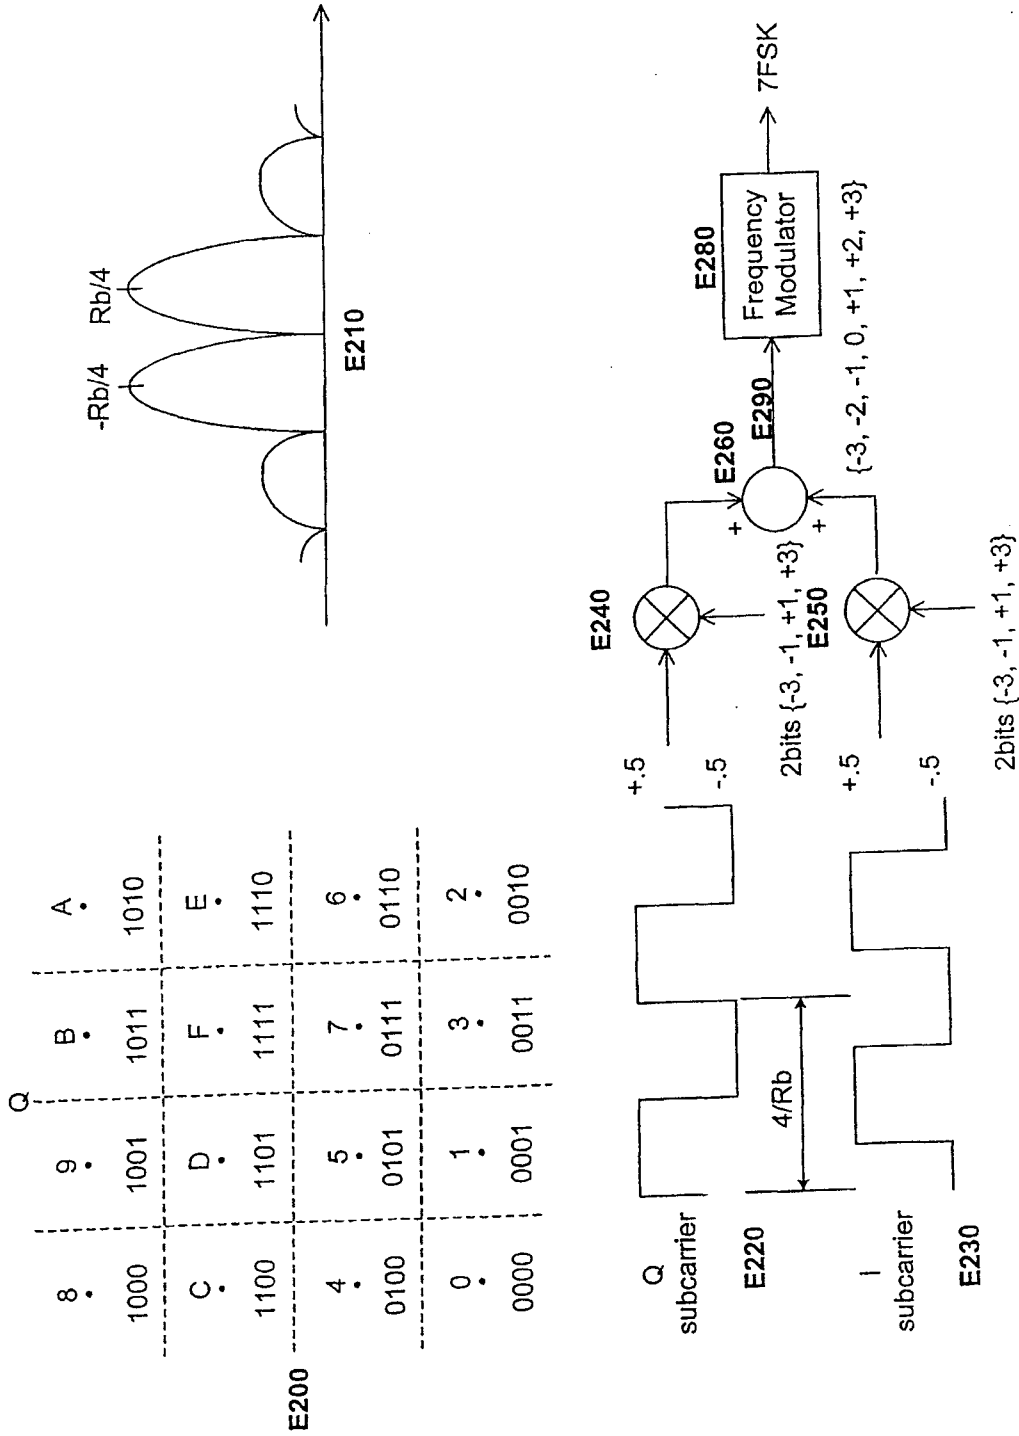 Q
8 9 B A
1000 1001 1011 1010
C D F E
1100 1101 1111 1110
E200
4 5 7 6
0100 0101 0111 0110
0 1 3 2
0000 0001 0011 0010
-Rb/4 Rb/4
E210
Q
subcarrier
E220
+.5
-.5
4/Rb
I
subcarrier
E230
+.5
-.5
E240
2bits {-3, -1, +1, +3}
E250
2bits {-3, -1, +1, +3}
+
+
E260
E290
{-3, -2, -1, 0, +1, +2, +3}
E280
Frequency
Modulator
7FSK